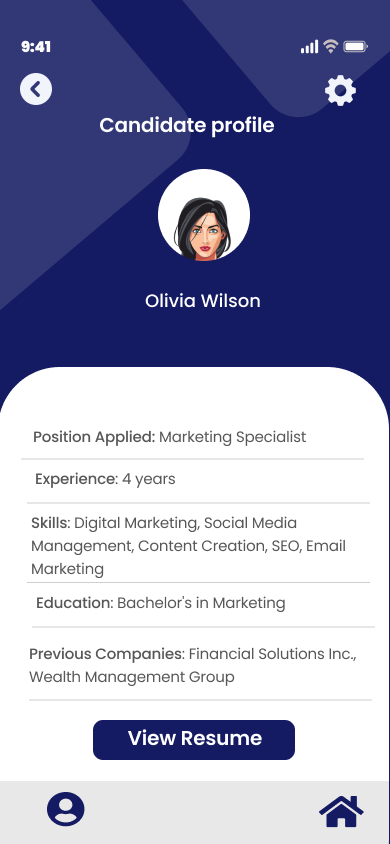 9:41
Candidate profile
Olivia Wilson
Position Applied: Marketing Specialist
Experience: 4 years
Skills: Digital Marketing, Social Media
Management, Content Creation, SEO, Email
Marketing
Education: Bachelor's in Marketing
Previous Companies: Financial Solutions Inc.,
Wealth Management Group
View Resume